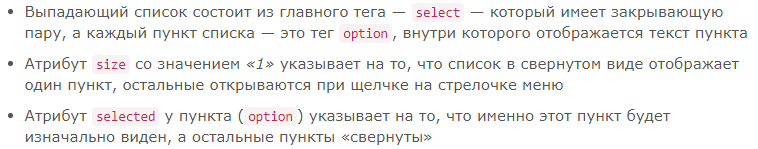 • Выпадающий список состоит из главного тега — select — который имеет закрывающую
пару, а каждый пункт списка — это тег option, внутри которого отображается текст пункта
• Атрибут size со значением «1» указывает на то, что список в свернутом виде отображает
один пункт, остальные открываются при щелчке на стрелочке меню
• Атрибут selected у пункта (option) указывает на то, что именно этот пункт будет
изначально виден, а остальные пункты «свернуты»